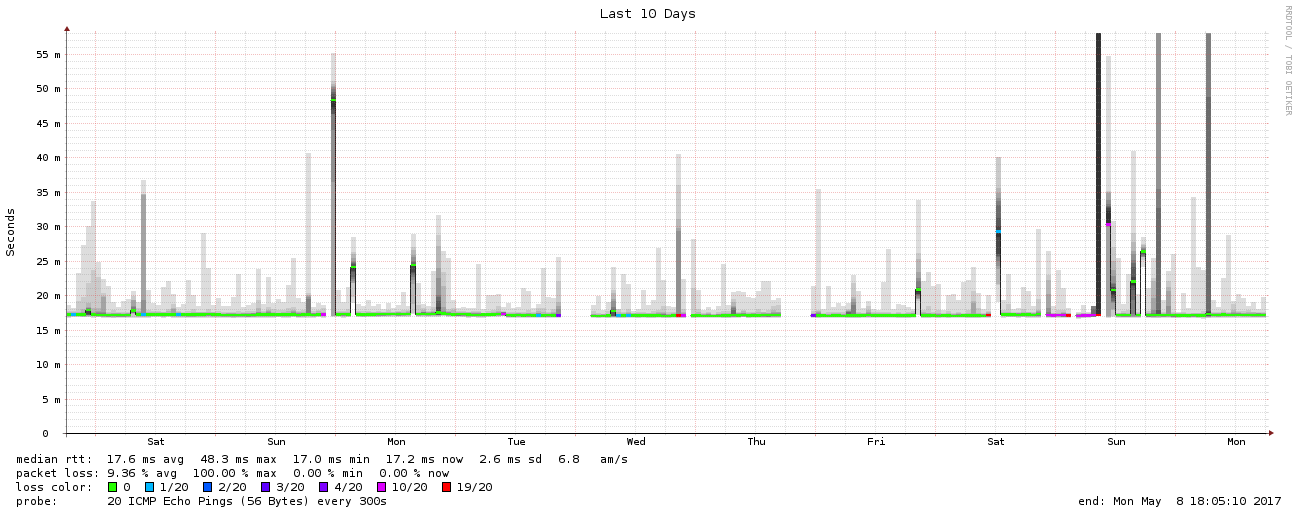 Last 10 Days
RRDTOOL / TOBI OETIKER
Seconds
55 m
50 m
45 m
40 m
35 m
30 m
25 m
20 m
15 m
10 m
5 m
0
Sat Sun Mon Tue Wed Thu Fri Sat Sun Mon
median rtt: 17.6 ms avg 48.3 ms max 17.0 ms min 17.2 ms now 2.6 ms sd 6.8 am/s
packet loss: 9.36 % avg 100.00 % max 0.00 % min 0.00 % now
loss color: 0 1/20 2/20 3/20 4/20 10/20 19/20
probe: 20 ICMP Echo Pings (56 Bytes) every 300s end: Mon May 8 18:05:10 2017